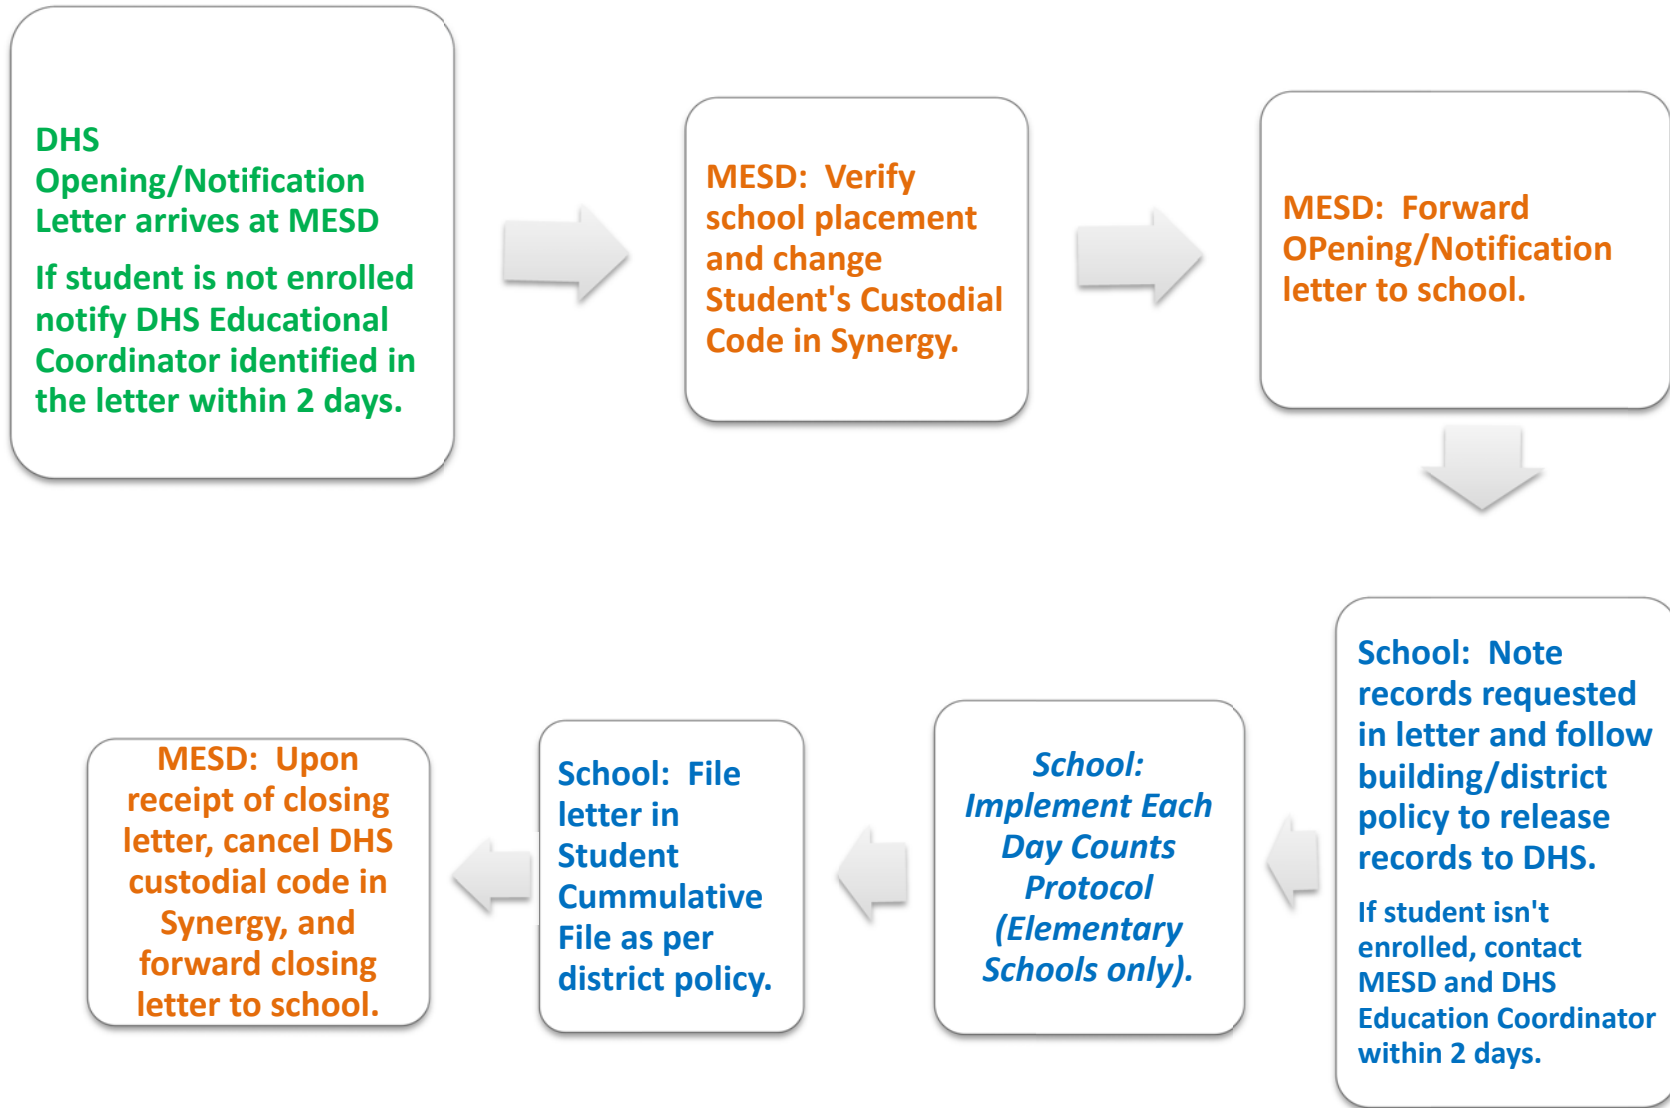 DHS
Opening/Notification
Letter arrives at MESD
If student is not enrolled
notify DHS Educational
Coordinator identified in
the letter within 2 days.
MESD:  Verify
school placement
and change
Student's Custodial
Code in Synergy.
MESD:  Forward
OPening/Notification
letter to school.
School:  Note
records requested
in letter and follow
building/district
policy to release
records to DHS.
If student isn't
enrolled, contact
MESD and DHS
Education Coordinator
within 2 days.
School:
Implement Each
Day Counts
Protocol
(Elementary
Schools only).
School:  File
letter in
Student
Cummulative
File as per
district policy.
MESD:  Upon
receipt of closing
letter, cancel DHS
custodial code in
Synergy, and
forward closing
letter to school.